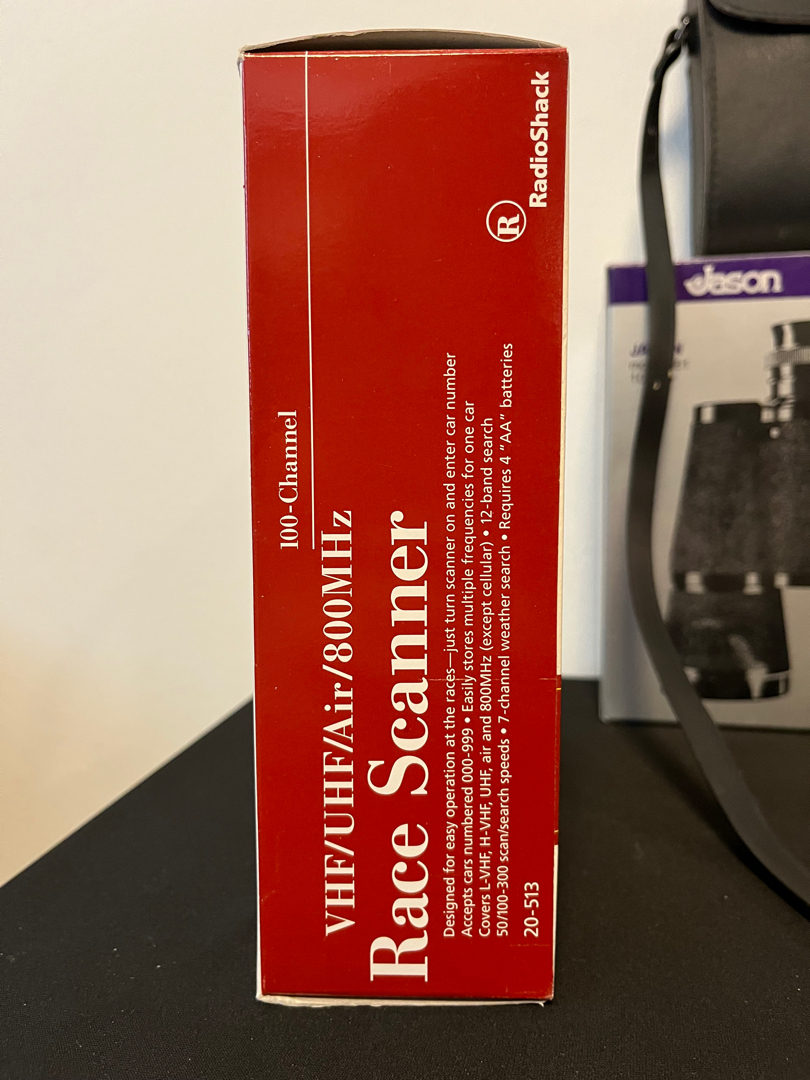 100-Channel
VHF/UHF/Air/800MHz
Race Scanner
Designed for easy operation at the races—just turn scanner on and enter car number
Accepts cars numbered 000-999 • Easily stores multiple frequencies for one car
Covers L-VHF, H-VHF, UHF, air and 800MHz (except cellular) • 12-band search
50/100-300 scan/search speeds • 7-channel weather search • Requires 4 "AA" batteries
20-513
R
RadioShack
Jason